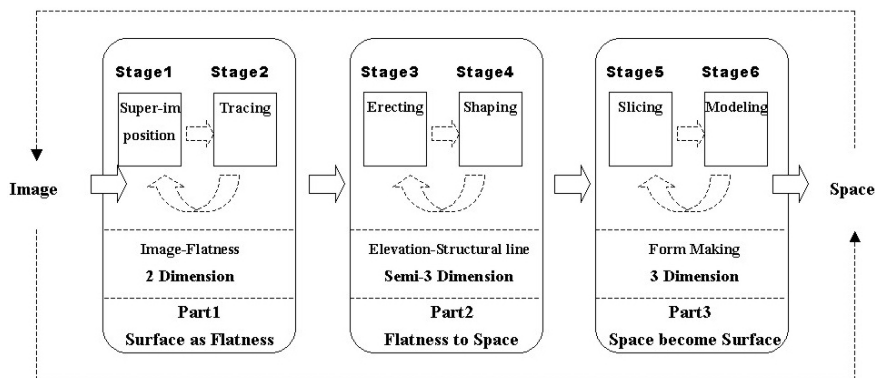 Stage1 Stage2
Super-im
position
Tracing
Image-Flatness
2 Dimension
Part1
Surface as Flatness
Stage3 Stage4
Erecting
Shaping
Elevation-Structural line
Semi-3 Dimension
Part2
Flatness to Space
Stage5 Stage6
Slicing
Modeling
Form Making
3 Dimension
Part3
Space become Surface
Image
Space